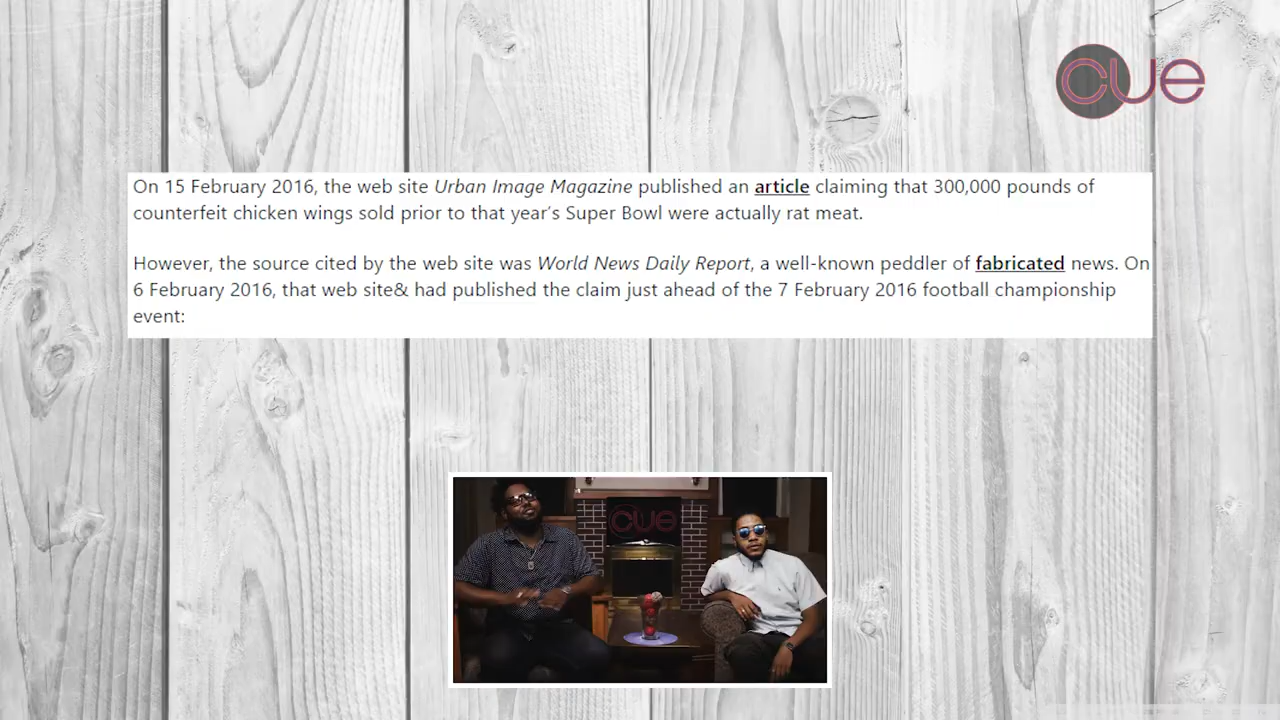 cue
On 15 February 2016, the web site Urban Image Magazine published an article claiming that 300,000 pounds of
counterfeit chicken wings sold prior to that year's Super Bowl were actually rat meat.
However, the source cited by the web site was World News Daily Report, a well-known peddler of fabricated news. On
6 February 2016, that web site& had published the claim just ahead of the 7 February 2016 football championship
event:
cue